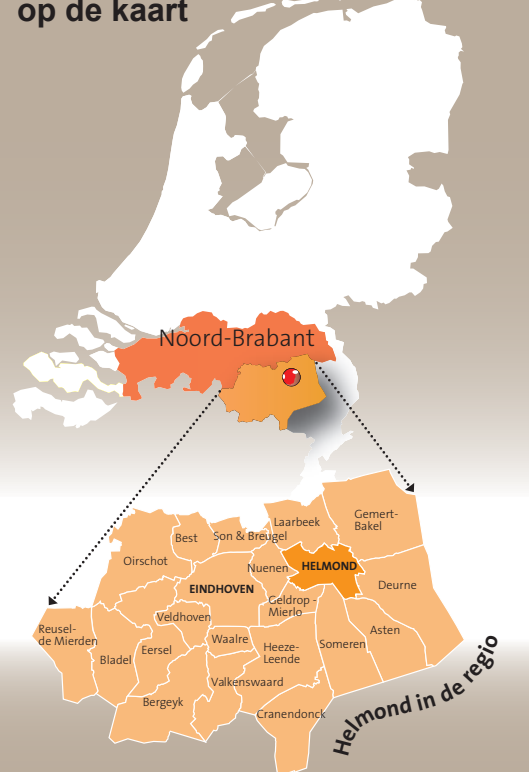 op de kaart
Noord-Brabant
Laarbeek
Gemert-
Bakel
Best
Son & Breugel
Oirschot
Nuenen
HELMOND
EINDHOVEN
Deurne
Geldrop -
Mierlo
Veldhoven
Reusel-
de Mierden
Asten
Waalre
Someren
Eersel
Heeze-
Leende
Bladel
Valkenswaard
Bergeyk
Cranendonck
Helmond in de regio